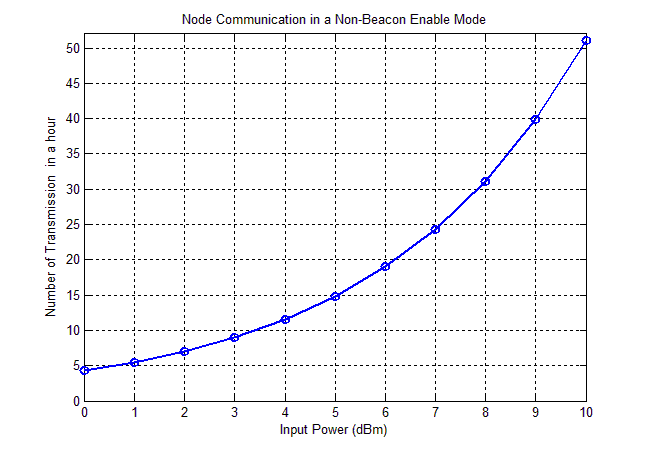 Node Communication in a Non-Beacon Enable Mode
50
45
40
35
30
25
20
15
10
5
0
Number of Transmission in a hour
0 1 2 3 4 5 6 7 8 9 10
Input Power (dBm)